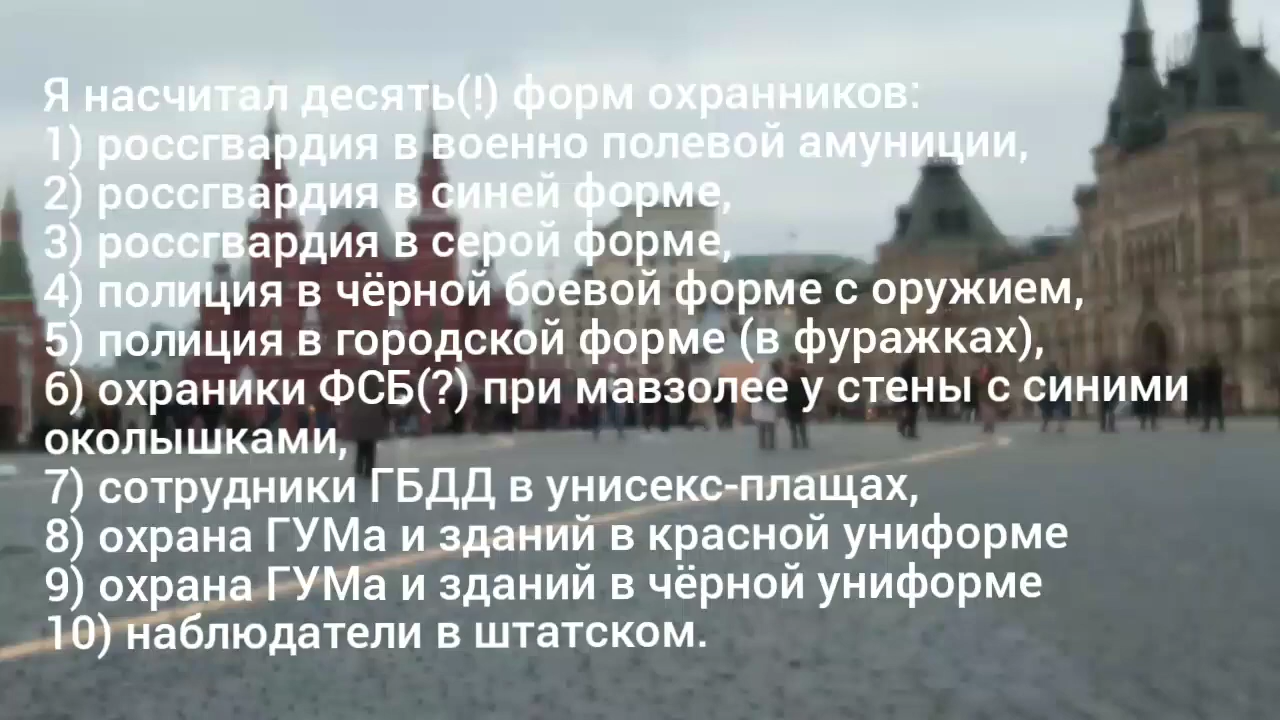 Я насчитал десять(!) форм охранников:
1) россгвардия в военно полевой амуниции,
2) россгвардия в синей форме,
3) россгвардия в серой форме,
4) полиция в чёрной боевой форме с оружием,
5) полиция в городской форме (в фуражках),
6) охраники ФСБ(?) при мавзолее у стены с синими
околышками,
7) сотрудники ГБДД в унисекс-плащах,
8) охрана ГУМа и зданий в красной униформе
9) охрана ГУМа и зданий в чёрной униформе
10) наблюдатели в штатском.